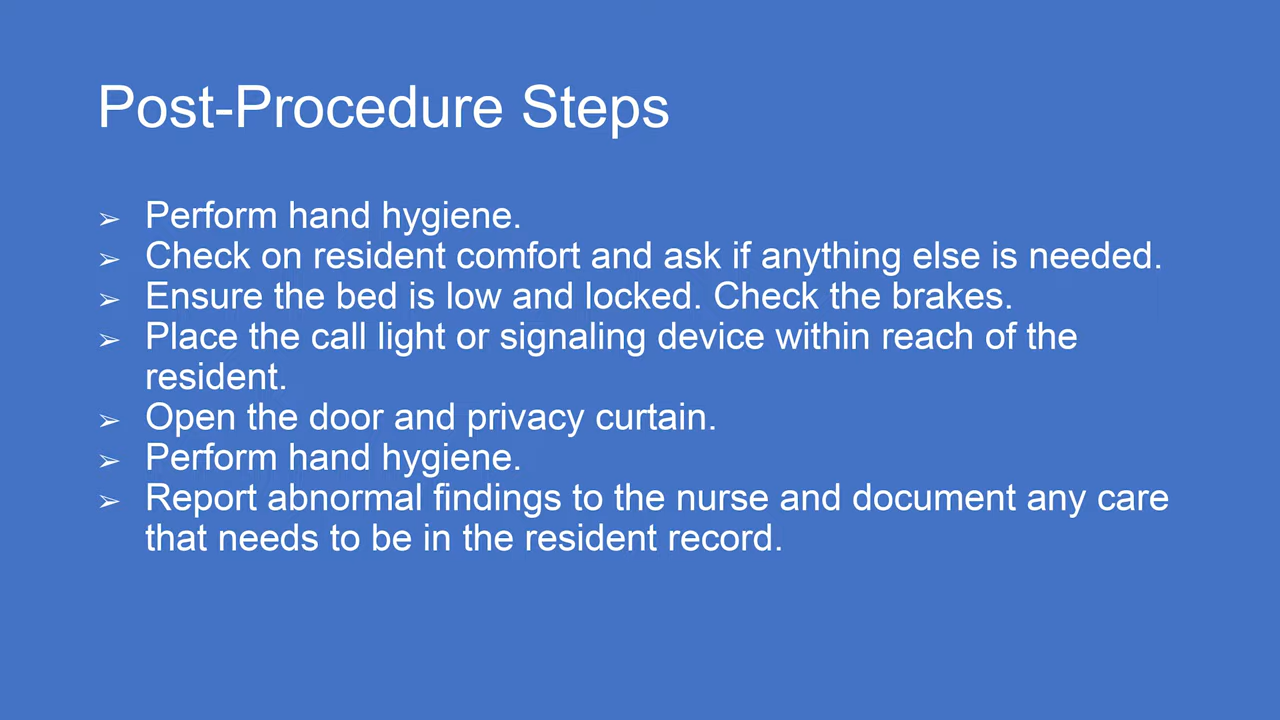 Post-Procedure Steps
➢ Perform hand hygiene.
➢ Check on resident comfort and ask if anything else is needed.
➢ Ensure the bed is low and locked. Check the brakes.
➢ Place the call light or signaling device within reach of the
resident.
➢ Open the door and privacy curtain.
➢ Perform hand hygiene.
➢ Report abnormal findings to the nurse and document any care
that needs to be in the resident record.